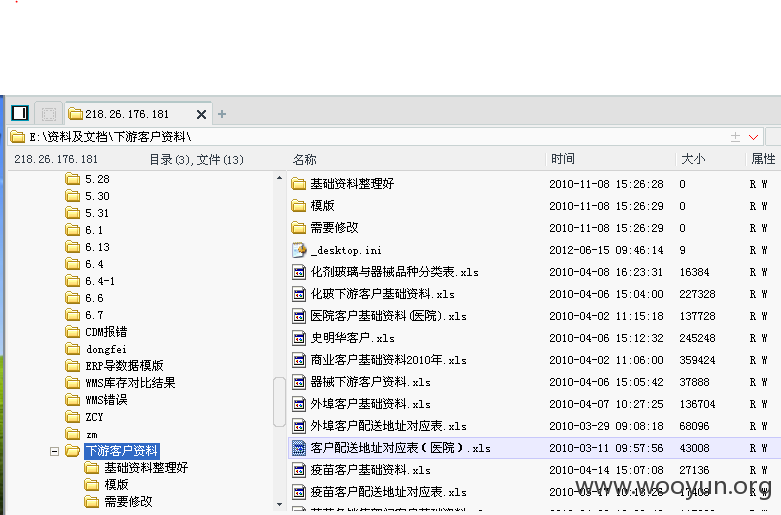 218.26.176.181
E:\资料及文档\下游客户资料\
218.26.176.181 目录(3),文件(13) 名称 时间 大小 属性
5.28
5.30
5.31
6.1
6.13
6.4
6.4-1
6.6
6.7
CDM报错
dongfei
ERP导数据模版
WMS库存对比结果
WMS错误
ZCY
zm
下游客户资料
基础资料整理好
模版
需要修改
基础资料整理好 2010-11-08 15:26:28 0 R W
模版 2010-11-08 15:26:29 0 R W
需要修改 2010-11-08 15:26:29 0 R W
_desktop.ini 2012-06-15 09:46:14 9 R W
化剂玻璃与器械品种分类表.xls 2010-04-08 16:23:31 16384 R W
化玻下游客户基础资料.xls 2010-04-06 15:04:00 227328 R W
医院客户基础资料(医院).xls 2010-04-02 11:15:18 137728 R W
史明华客户.xls 2010-04-06 15:12:32 245248 R W
商业客户基础资料2010年.xls 2010-04-02 11:06:00 359424 R W
器械下游客户资料.xls 2010-04-06 15:05:42 37888 R W
外埠客户基础资料.xls 2010-04-07 10:27:25 136704 R W
外埠客户配送地址对应表.xls 2010-03-29 09:08:18 68096 R W
客户配送地址对应表（医院）.xls 2010-03-11 09:57:56 43008 R W
疫苗客户基础资料.xls 2010-04-14 15:07:08 27136 R W
疫苗客户配送地址对应表.xls R W
www.wooyun.org